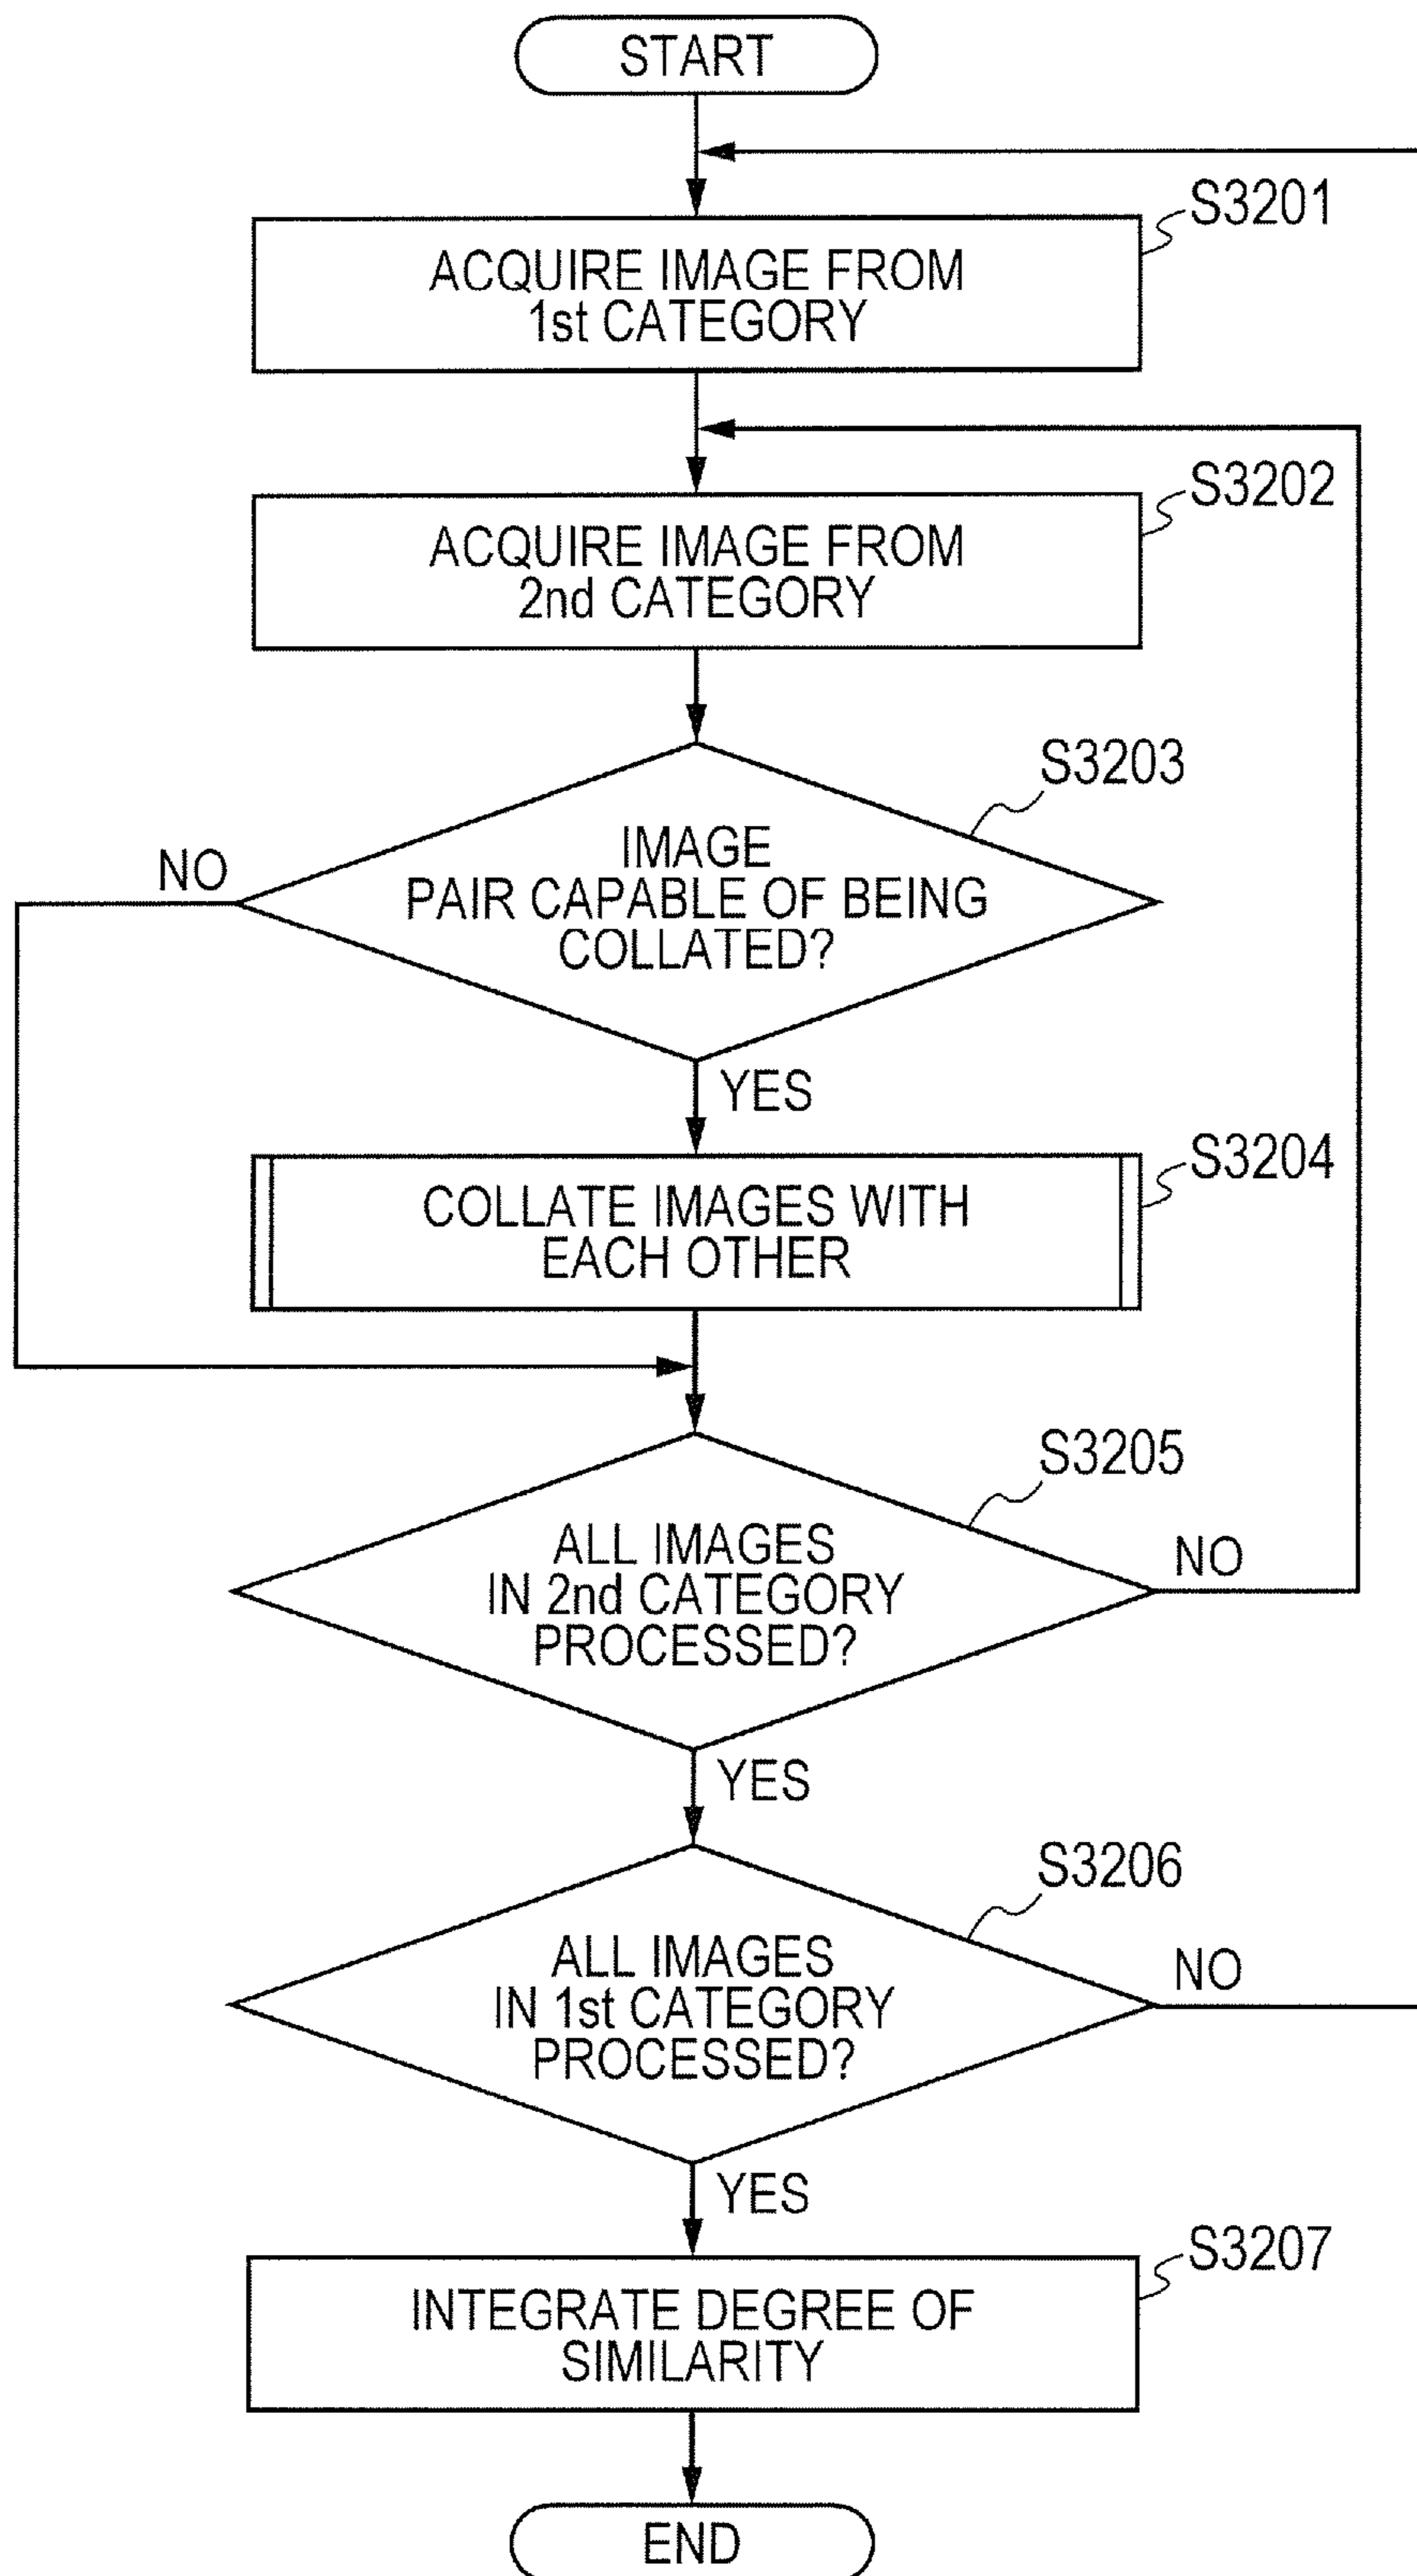 START
S3201
ACQUIRE IMAGE FROM
1st CATEGORY
S3202
ACQUIRE IMAGE FROM
2nd CATEGORY
S3203
IMAGE
PAIR CAPABLE OF BEING
COLLATED?
NO
YES
S3204
COLLATE IMAGES WITH
EACH OTHER
S3205
ALL IMAGES
IN 2nd CATEGORY
PROCESSED?
NO
YES
S3206
ALL IMAGES
IN 1st CATEGORY
PROCESSED?
NO
YES
S3207
INTEGRATE DEGREE OF
SIMILARITY
END